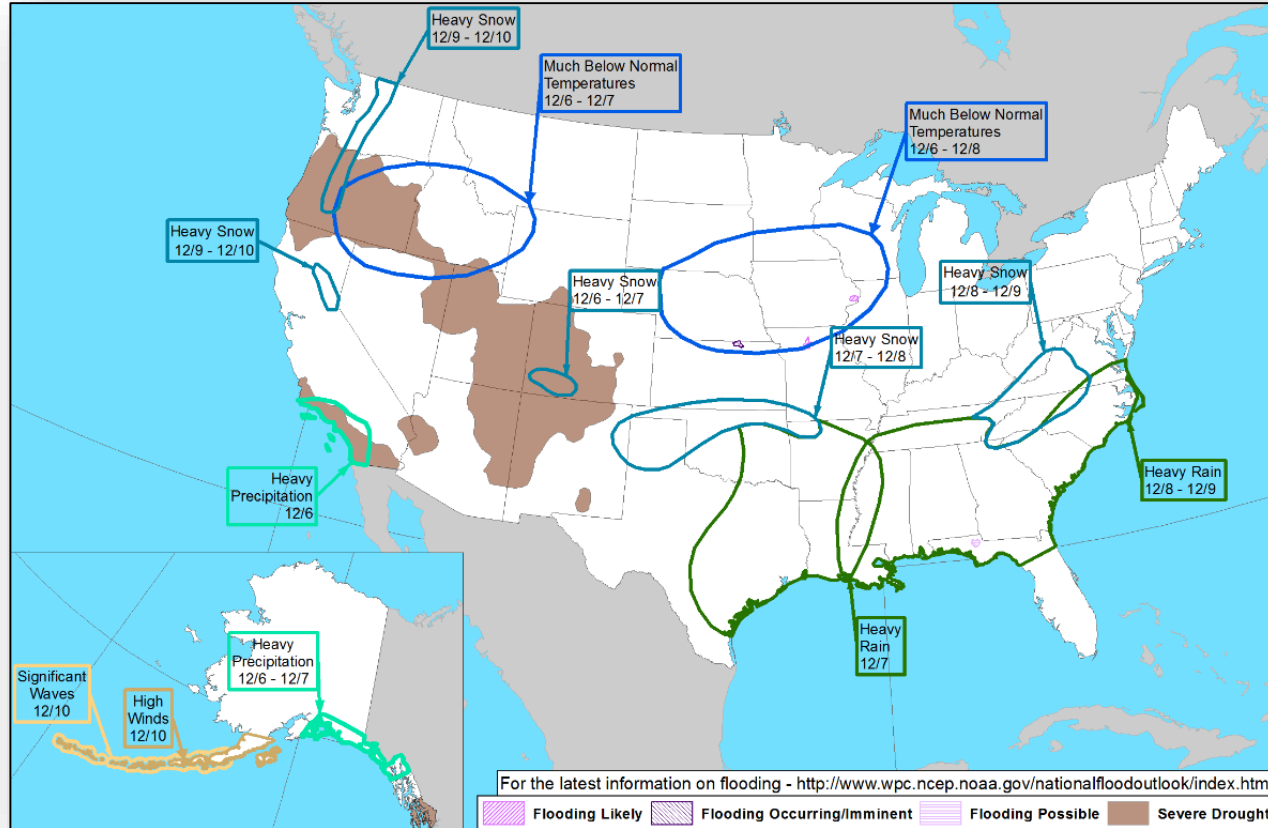 Heavy Snow
12/9 - 12/10
Much Below Normal
Temperatures
12/6 - 12/7
Much Below Normal
Temperatures
12/6 - 12/8
Heavy Snow
12/9 - 12/10
Heavy Snow
12/6 - 12/7
Heavy Snow
12/8 - 12/9
Heavy Snow
12/7 - 12/8
Heavy
Precipitation
12/6
Heavy Rain
12/8 - 12/9
Heavy
Rain
12/7
Heavy
Precipitation
12/6 - 12/7
Significant
Waves
12/10
High
Winds
12/10
For the latest information on flooding - http://www.wpc.ncep.noaa.gov/nationalfloodoutlook/index.htm
Flooding Likely
Flooding Occurring/Imminent
Flooding Possible
Severe Drought